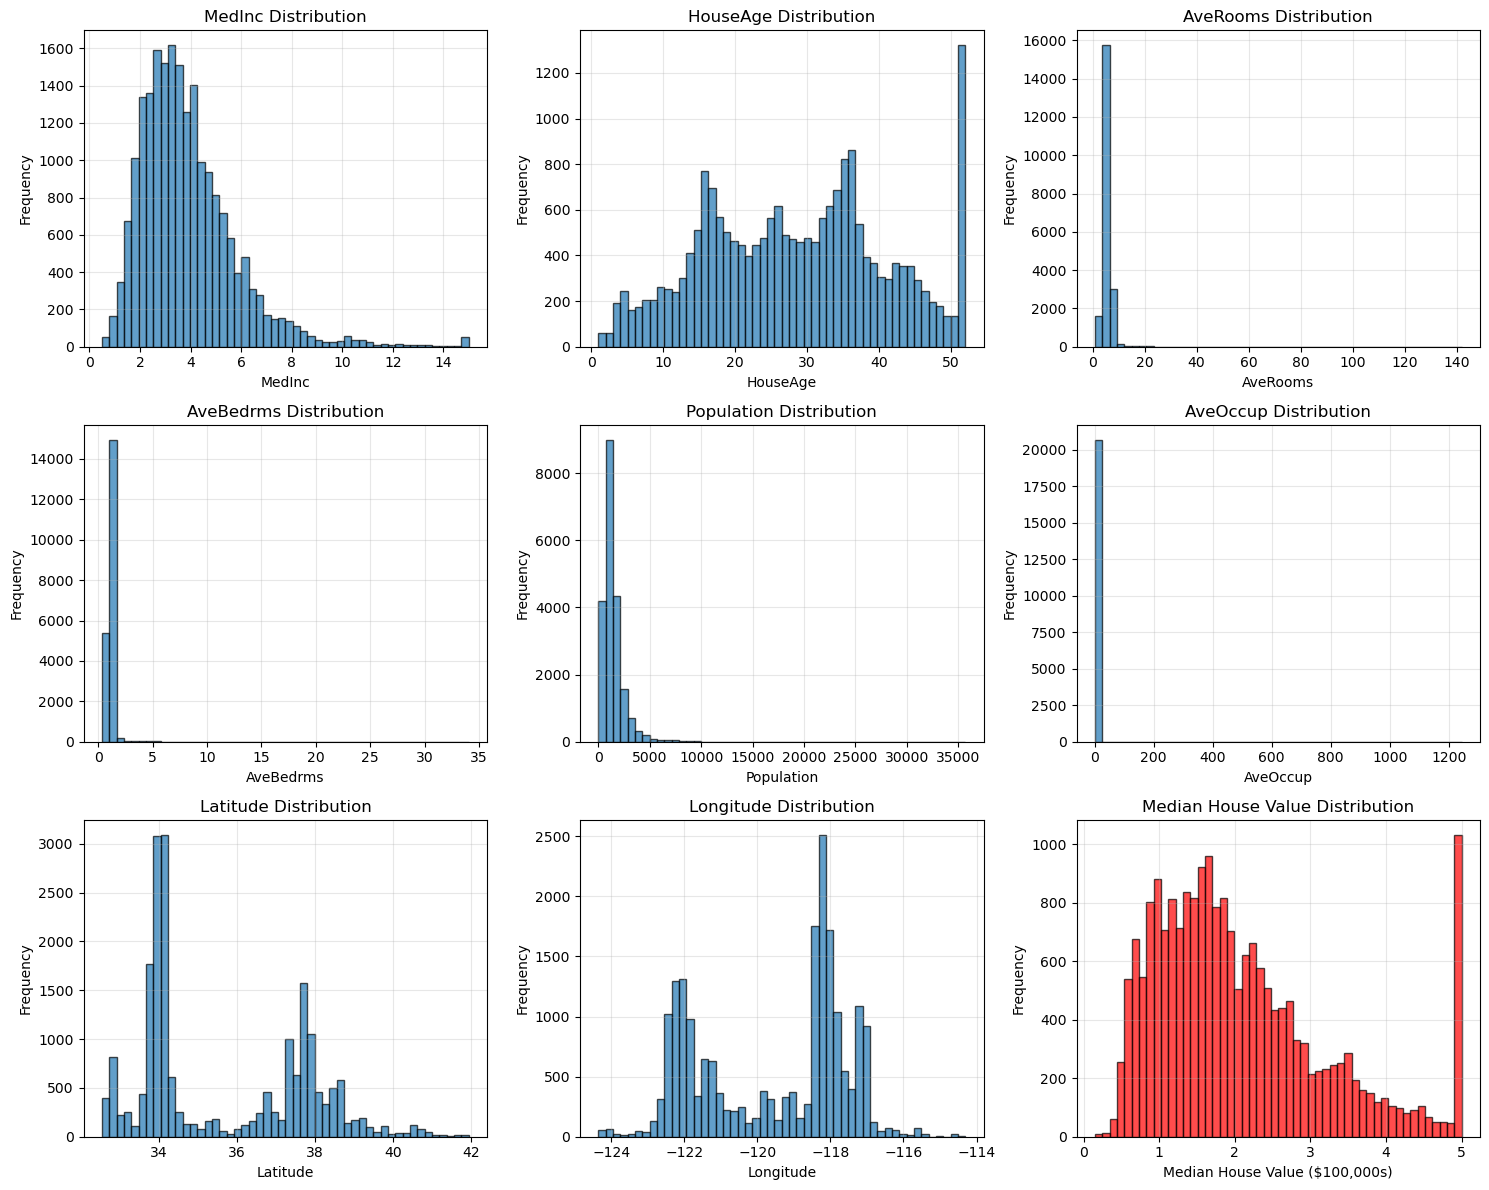 MedInc Distribution
1600
1400
1200
1000
800
600
400
200
0
Frequency
0 2 4 6 8 10 12 14
MedInc
HouseAge Distribution
1200
1000
800
600
400
200
0
Frequency
0 10 20 30 40 50
HouseAge
AveRooms Distribution
16000
14000
12000
10000
8000
6000
4000
2000
0
Frequency
0 20 40 60 80 100 120 140
AveRooms
AveBedrms Distribution
14000
12000
10000
8000
6000
4000
2000
0
Frequency
0 5 10 15 20 25 30 35
AveBedrms
Population Distribution
8000
6000
4000
2000
0
Frequency
0 5000 10000 15000 20000 25000 30000 35000
Population
AveOccup Distribution
20000
17500
15000
12500
10000
7500
5000
2500
0
Frequency
0 200 400 600 800 1000 1200
AveOccup
Latitude Distribution
3000
2500
2000
1500
1000
500
0
Frequency
34 36 38 40 42
Latitude
Longitude Distribution
2500
2000
1500
1000
500
0
Frequency
−124 −122 −120 −118 −116 −114
Longitude
Median House Value Distribution
1000
800
600
400
200
0
Frequency
0 1 2 3 4 5
Median House Value ($100,000s)